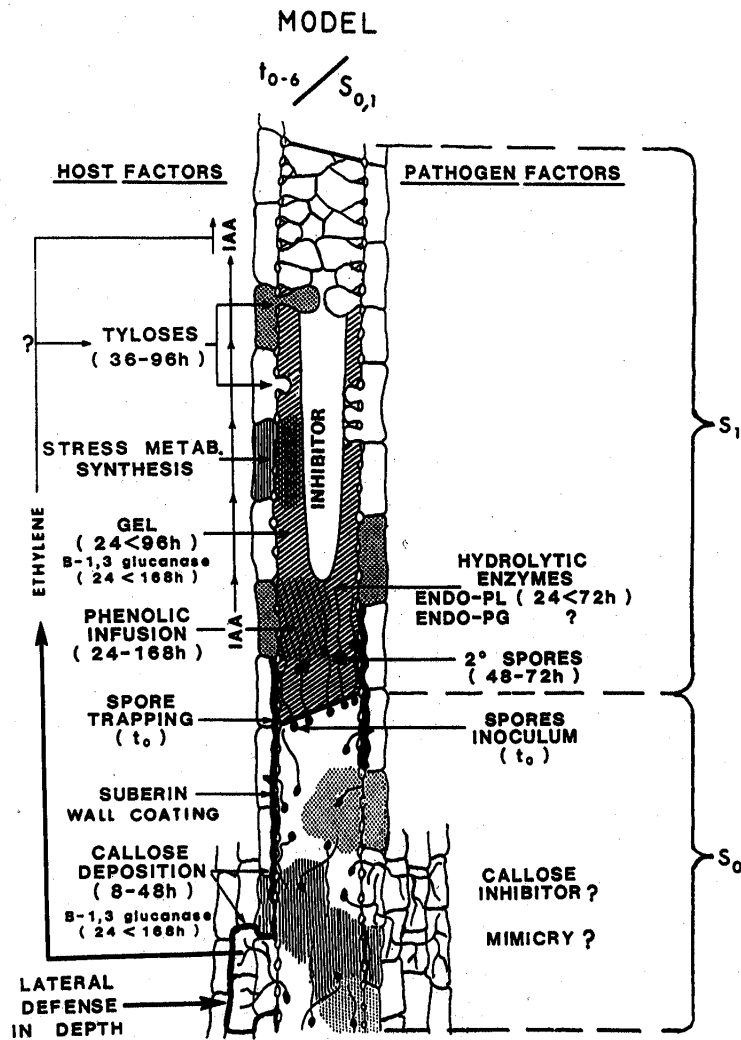 MODEL
t0-6 / S0,1
HOST FACTORS
PATHOGEN FACTORS
IAA
?
TYLOSES
(36-96h)
S1
STRESS METAB.
SYNTHESIS
INHIBITOR
GEL
(24<96h)
B-1,3 glucanase
(24<168h)
ETHYLENE
HYDROLYTIC
ENZYMES
ENDO-PL (24<72h)
ENDO-PG ?
PHENOLIC
INFUSION
(24-168h)
IAA
2° SPORES
(48-72h)
SPORE
TRAPPING
(t0)
SPORES
INOCULUM
(t0)
SUBERIN
WALL COATING
CALLOSE
DEPOSITION
(8-48h)
B-1,3 glucanase
(24<168h)
S0
CALLOSE
INHIBITOR?
MIMICRY ?
LATERAL
DEFENSE
IN DEPTH